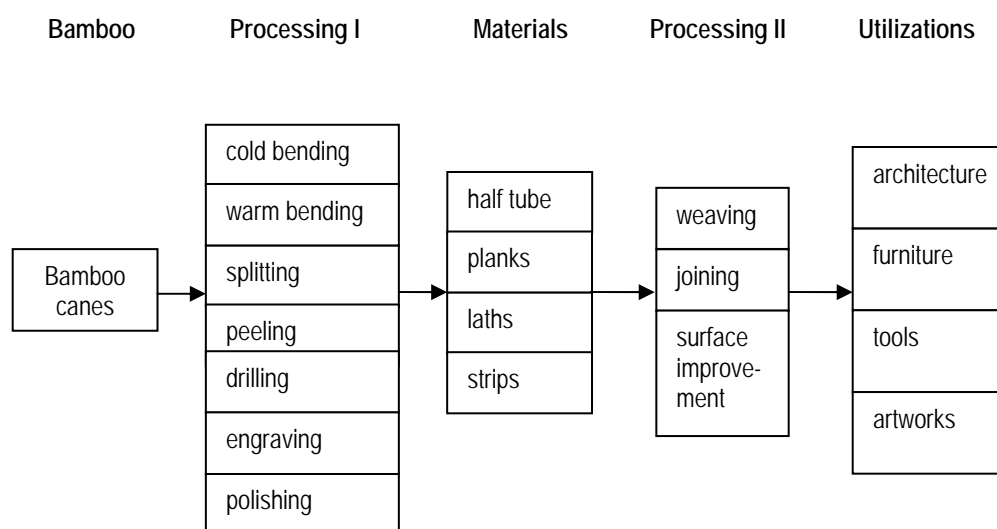 Bamboo
Processing I
Materials
Processing II
Utilizations
Bamboo
canes
cold bending
warm bending
splitting
peeling
drilling
engraving
polishing
half tube
planks
laths
strips
weaving
joining
surface
improve-
ment
architecture
furniture
tools
artworks